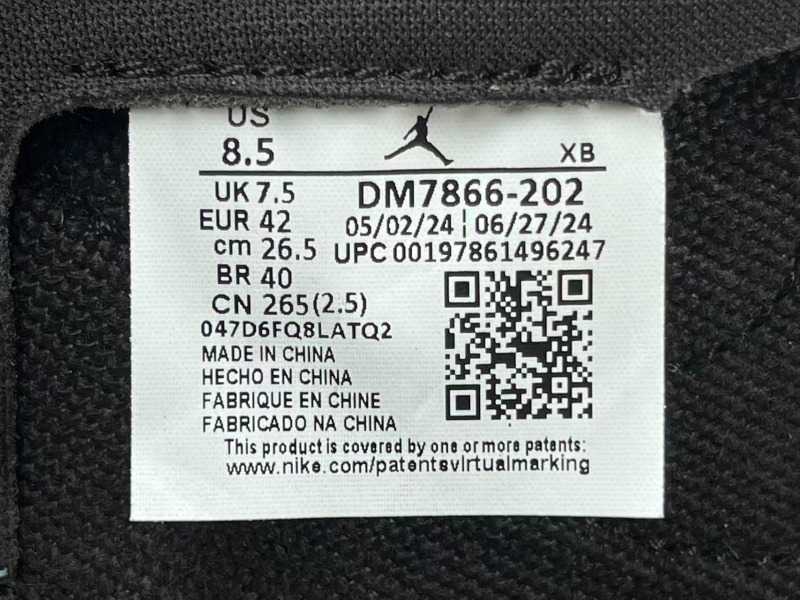 US
8.5 XB
UK 7.5 DM7866-202
EUR 42 05/02/24 | 06/27/24
cm 26.5 UPC 00197861496247
BR 40
CN 265(2.5)
047D6FQ8LATQ2
MADE IN CHINA
HECHO EN CHINA
FABRIQUE EN CHINE
FABRICADO NA CHINA
This product is covered by one or more patents:
www.nike.com/patentsvlrtualmarking